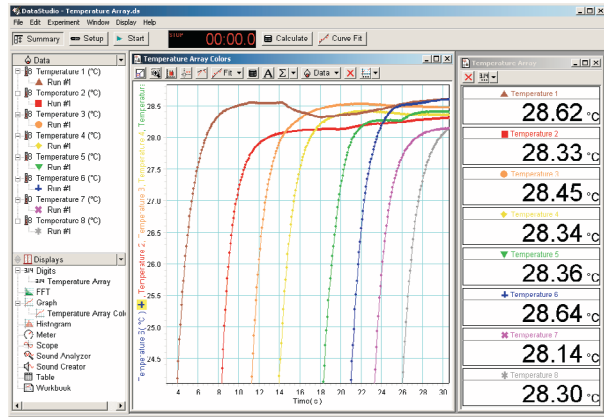 DataStudio - Temperature Array.ds
File Edit Experiment Window Display Help
Summary Setup Start 00:00.0 Calculate Curve Fit
Data
Temperature 1 (°C)
Run #1
Temperature 2 (°C)
Run #1
Temperature 3 (°C)
Run #1
Temperature 4 (°C)
Run #1
Temperature 5 (°C)
Run #1
Temperature 6 (°C)
Run #1
Temperature 7 (°C)
Run #1
Temperature 8 (°C)
Run #1
Displays
3.14 Digits
3.14 Temperature Array
FFT
Graph
Temperature Array Colo
Histogram
Meter
Scope
Sound Analyzer
Sound Creator
Table
Workbook
Temperature Array Colors
Fit A Σ Data
28.5
28.0
27.5
27.0
26.5
26.0
25.5
25.0
24.5
4 6 8 10 12 14 16 18 20 22 24 26 28 30
Time( s )
Temperature Array
3.14
Temperature 1
28.62 °C
Temperature 2
28.33 °C
Temperature 3
28.45 °C
Temperature 4
28.34 °C
Temperature 5
28.36 °C
Temperature 6
28.64 °C
Temperature 7
28.14 °C
Temperature 8
28.30 °C